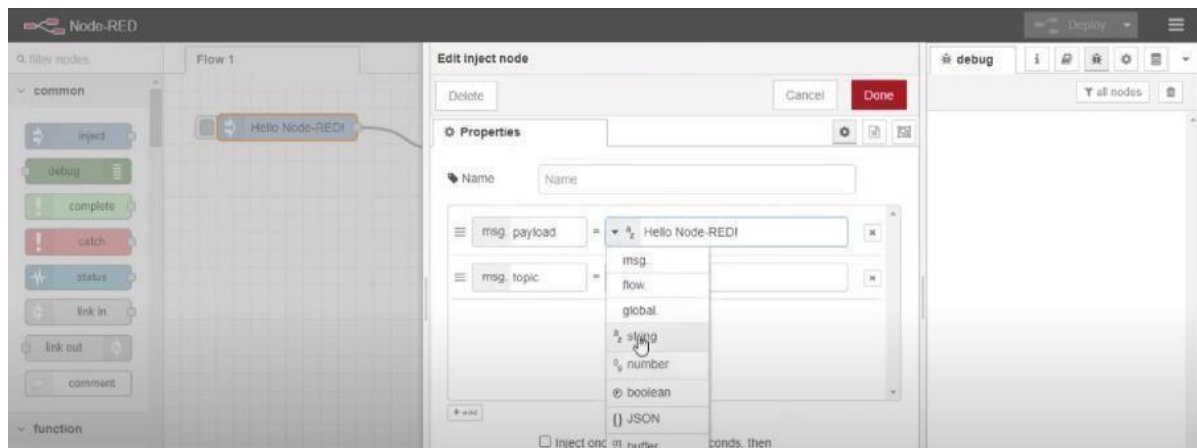 Node-RED
Deploy
filter nodes
Flow 1
Edit inject node
debug
i
all nodes
common
Delete
Cancel
Done
inject
Hello Node-RED!
Properties
debug
Name
Name
complete
catch
msg. payload
=
az
Hello Node-RED!
msg.
status
msg. topic
=
flow.
link in
global.
string
link out
number
comment
boolean
{} JSON
+ add
function
Inject once
buffer
conds, then